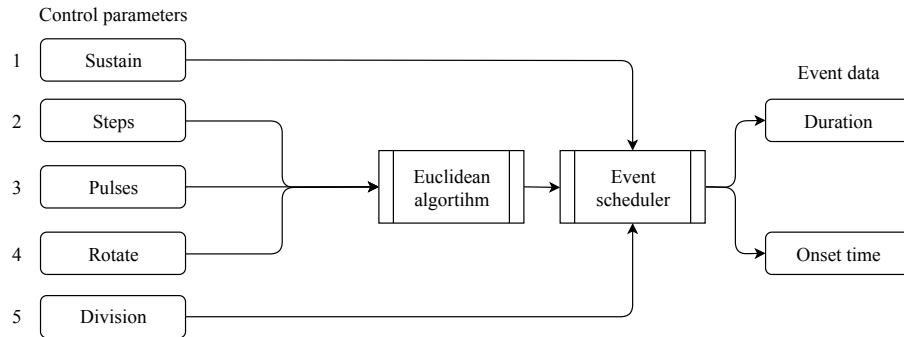 Control parameters
1 Sustain
Event data
2 Steps
Duration
3 Pulses
Euclidean
algortihm
Event
scheduler
4 Rotate
Onset time
5 Division